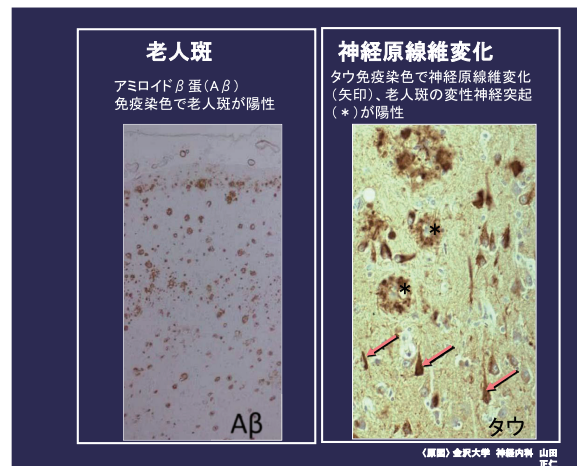 老人斑
アミロイドβ蛋(Aβ)
免疫染色で老人斑が陽性
Aβ
神経原線維変化
タウ免疫染色で神経原線維変化
(矢印)、老人斑の変性神経突起
(*)が陽性
*
*
タウ
〈原図〉金沢大学 神経内科 山田
正仁